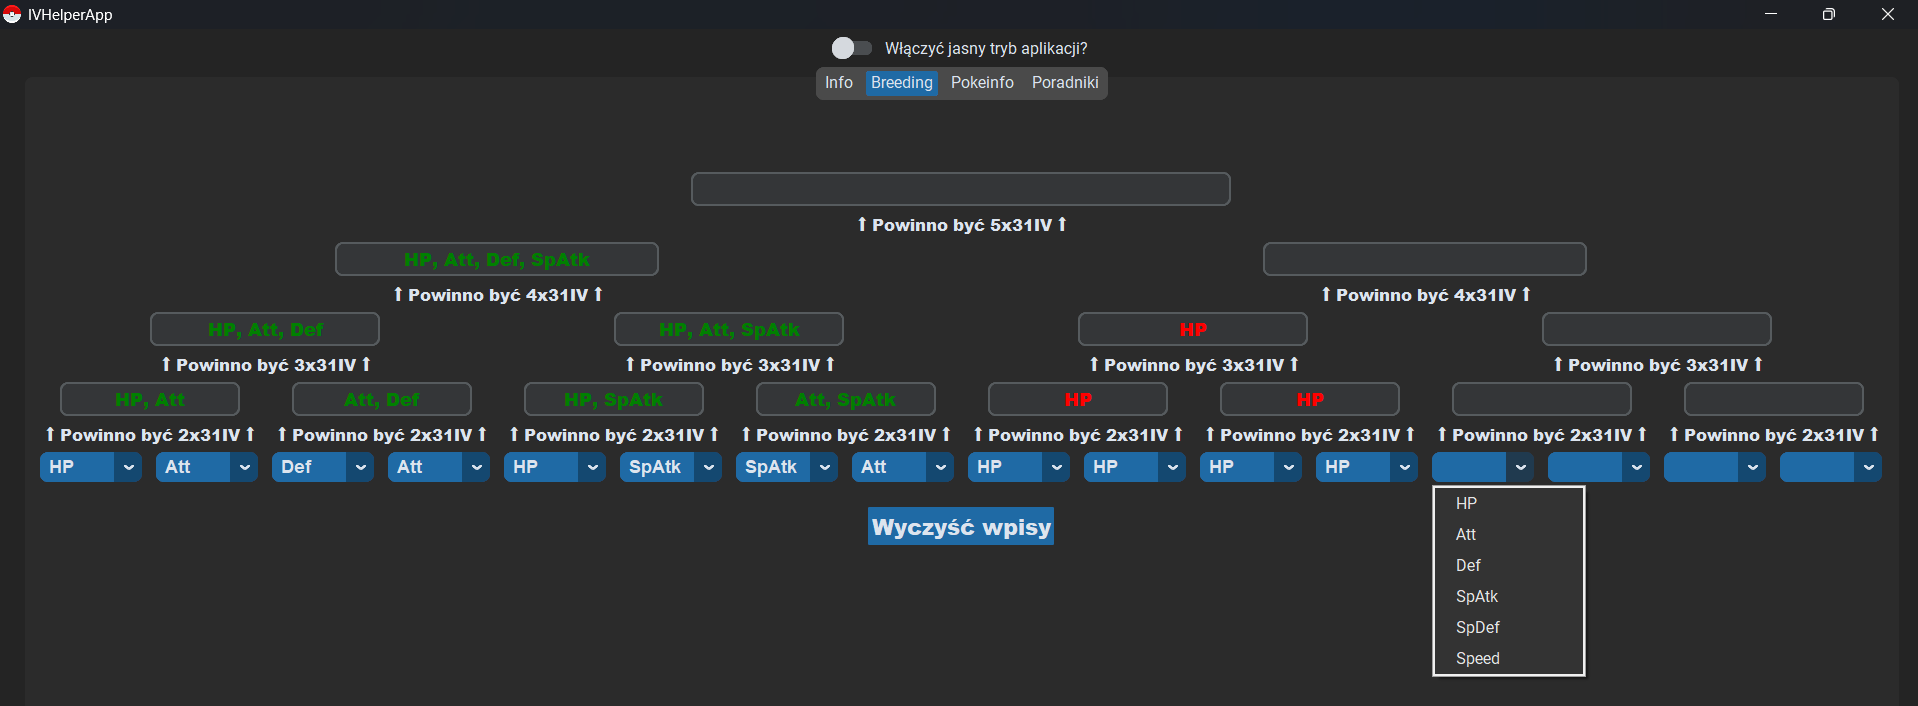 IVHelperApp
Włączyć jasny tryb aplikacji?
Info Breeding Pokeinfo Poradniki
⭡ Powinno być 5x31IV ⭡
HP, Att, Def, SpAtk
⭡ Powinno być 4x31IV ⭡ ⭡ Powinno być 4x31IV ⭡
HP, Att, Def HP, Att, SpAtk HP
⭡ Powinno być 3x31IV ⭡ ⭡ Powinno być 3x31IV ⭡ ⭡ Powinno być 3x31IV ⭡ ⭡ Powinno być 3x31IV ⭡
HP, Att Att, Def HP, SpAtk Att, SpAtk HP HP
⭡ Powinno być 2x31IV ⭡ ⭡ Powinno być 2x31IV ⭡ ⭡ Powinno być 2x31IV ⭡ ⭡ Powinno być 2x31IV ⭡ ⭡ Powinno być 2x31IV ⭡ ⭡ Powinno być 2x31IV ⭡ ⭡ Powinno być 2x31IV ⭡ ⭡ Powinno być 2x31IV ⭡
HP Att Def Att HP SpAtk SpAtk Att HP HP HP HP
Wyczyść wpisy
HP
Att
Def
SpAtk
SpDef
Speed